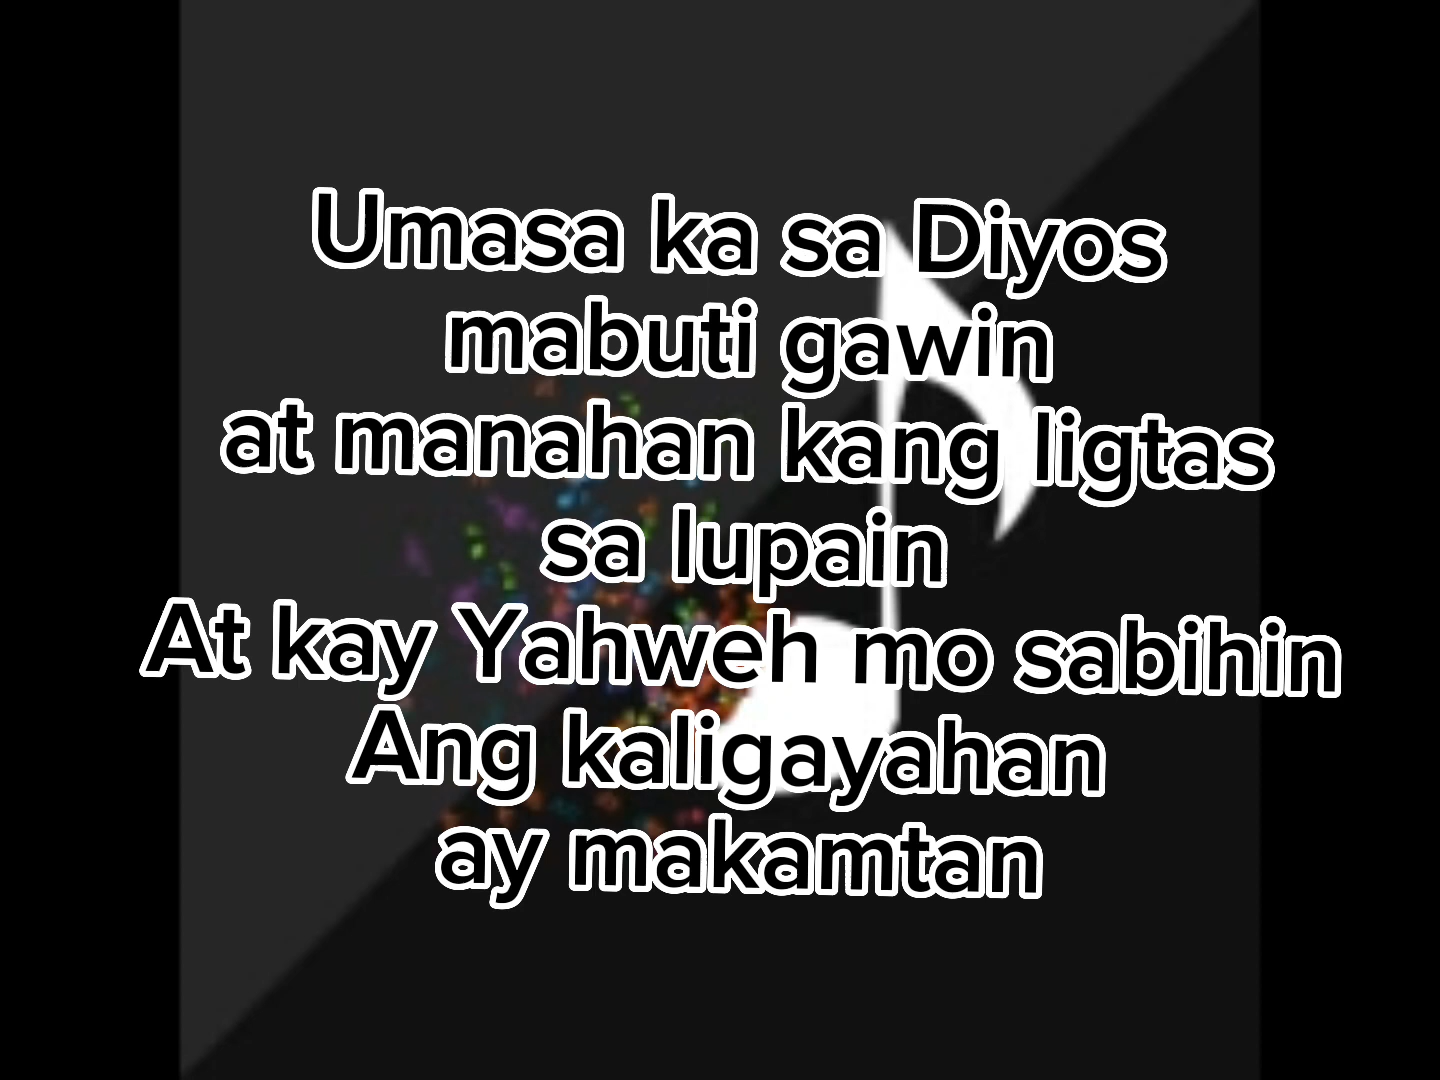 Umasa ka sa Diyos
mabuti gawin
at manahan kang ligtas
sa lupain
At kay Yahweh mo sabihin
Ang kaligayahan
ay makamtan